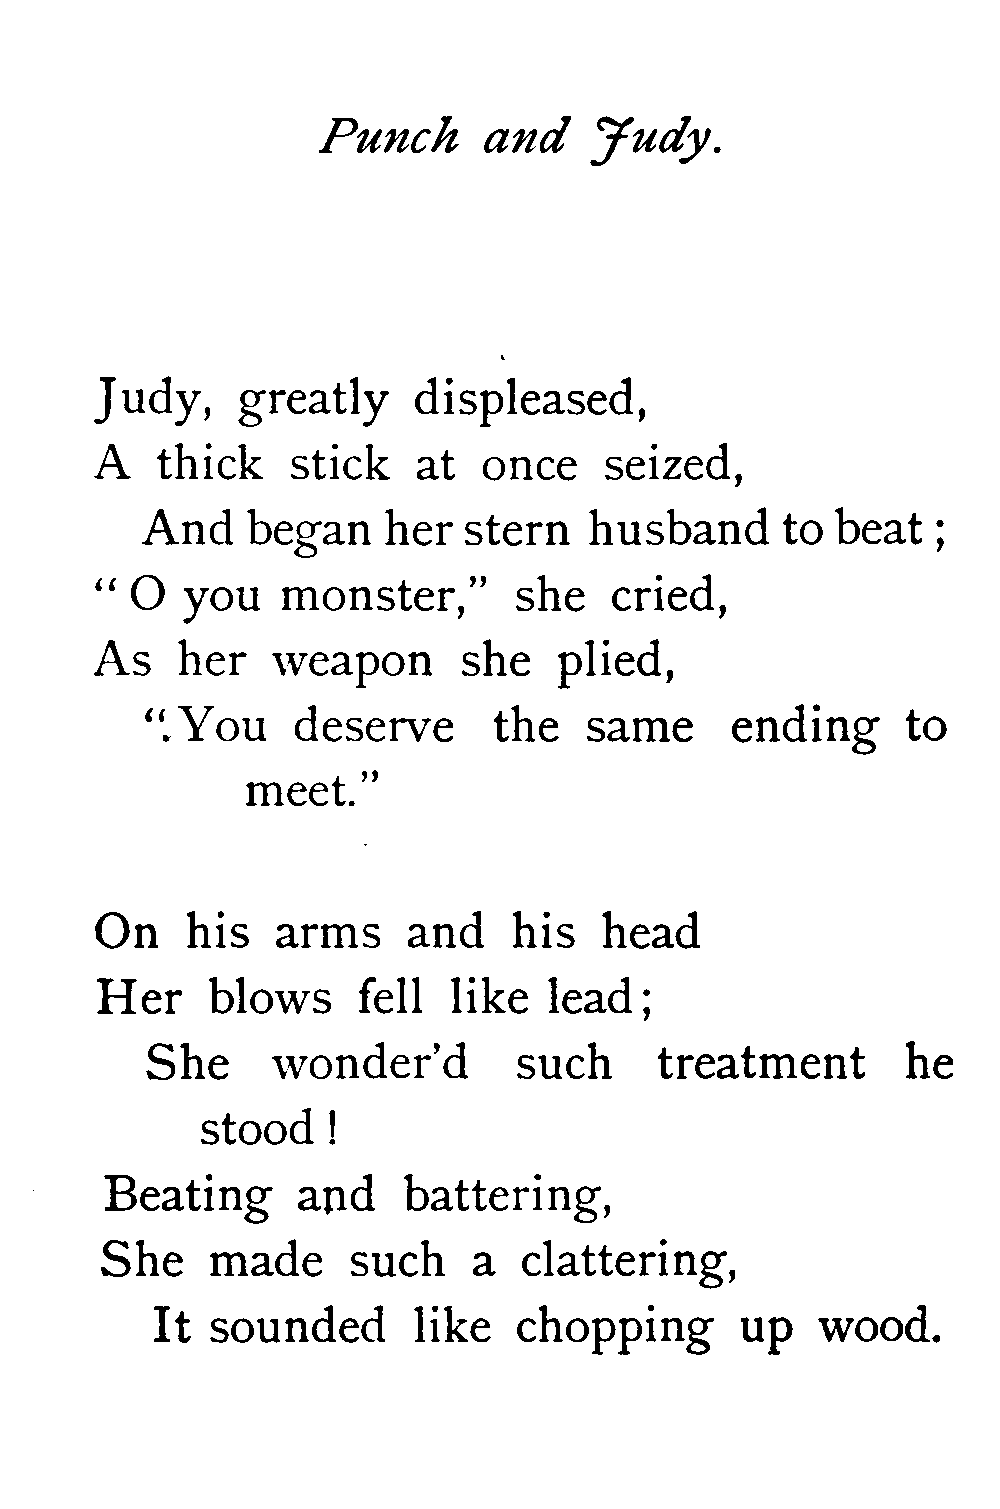 Punch and Judy.
Judy, greatly displeased,
A thick stick at once seized,
And began her stern husband to beat;
“O you monster,” she cried,
As her weapon she plied,
“You deserve the same ending to
meet.”
On his arms and his head
Her blows fell like lead;
She wonder’d such treatment he
stood!
Beating and battering,
She made such a clattering,
It sounded like chopping up wood.